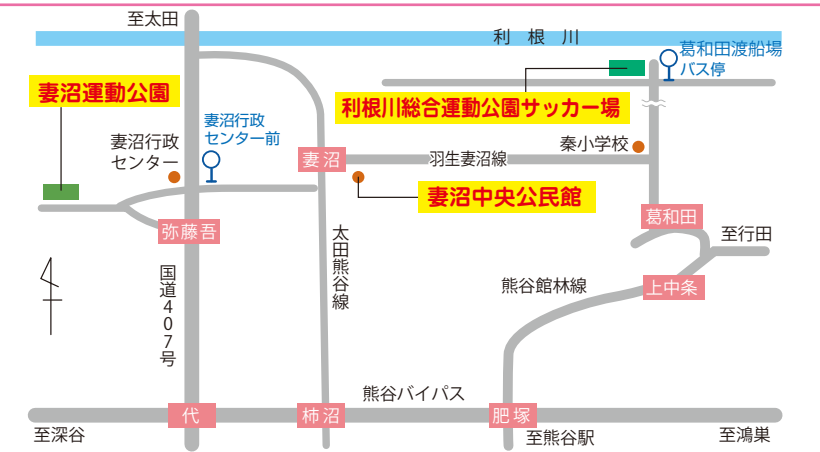 至太田
利根川
葛和田渡船場
バス停
妻沼運動公園
利根川総合運動公園サッカー場
妻沼行政
センター前
妻沼行政
センター
妻沼
羽生妻沼線
秦小学校
妻沼中央公民館
葛和田
弥藤吾
至行田
太田熊谷線
国道407号
熊谷館林線
上中条
熊谷バイパス
代
柿沼
肥塚
至深谷
至熊谷駅
至鴻巣